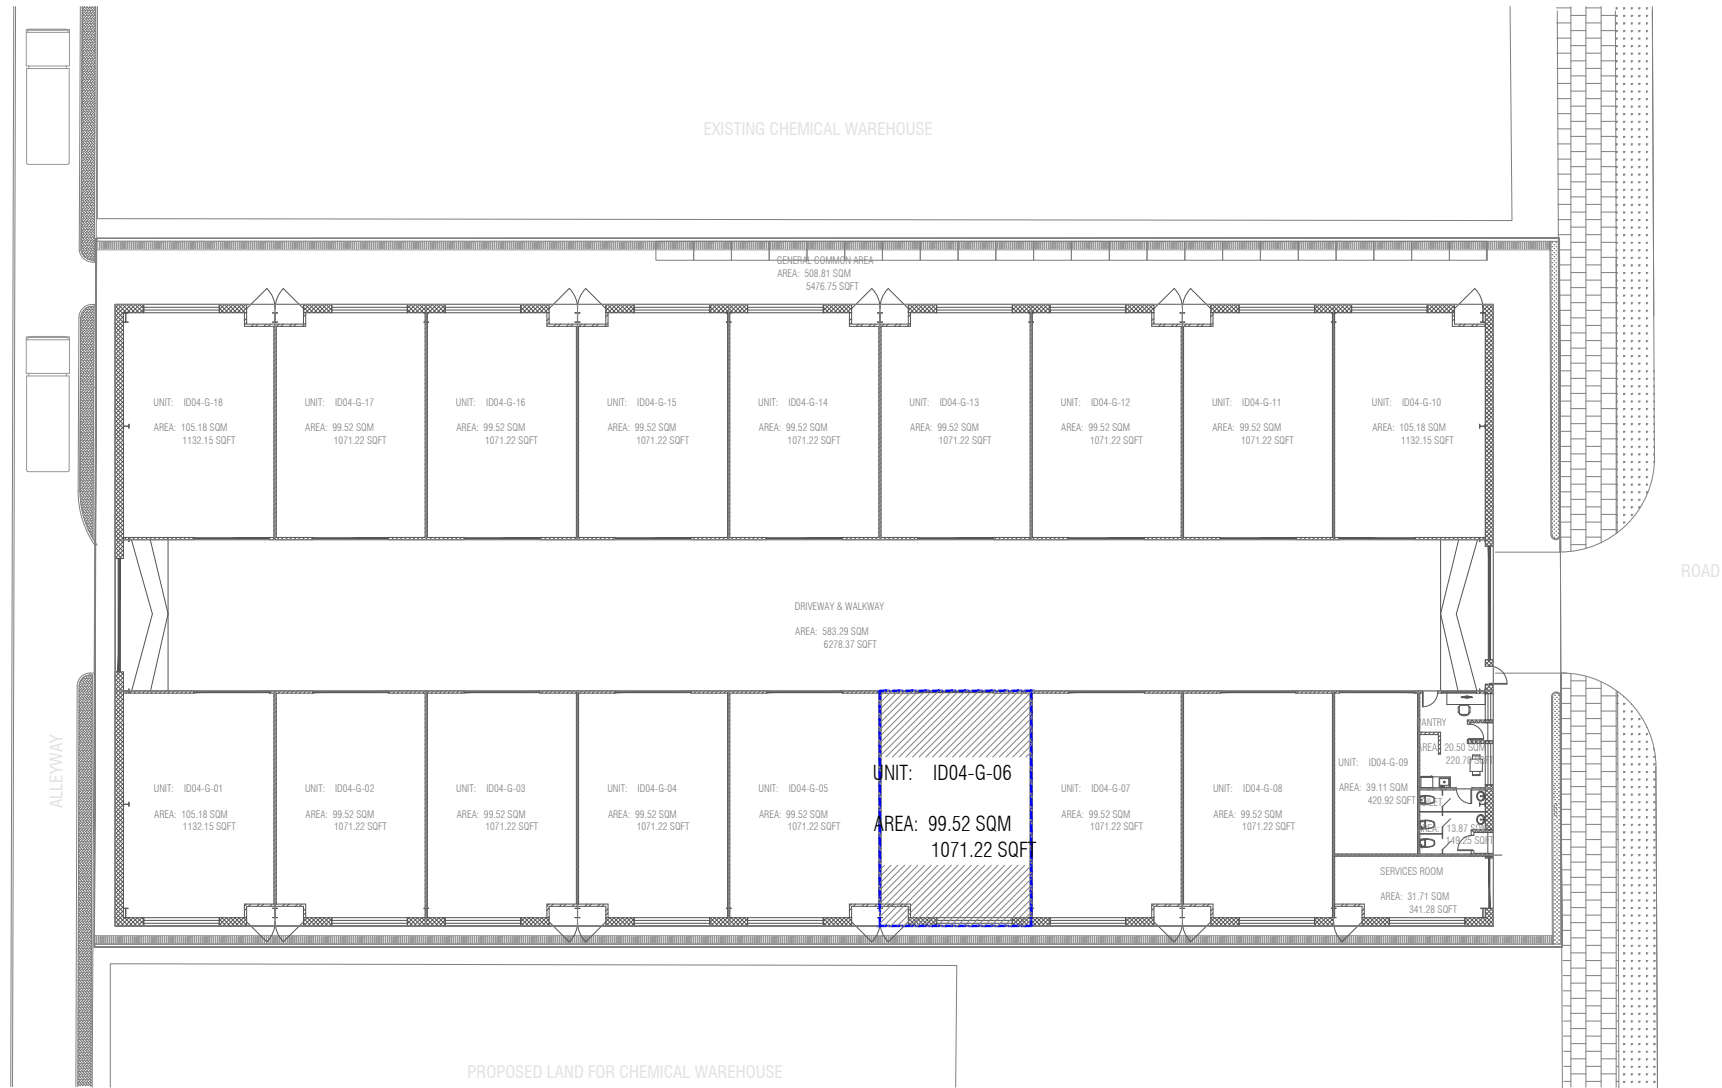 EXISTING CHEMICAL WAREHOUSE
GENERAL COMMON AREA
AREA: 508.81 SQM
5476.75 SQFT
UNIT: ID04-G-18
AREA: 105.18 SQM
1132.15 SQFT
UNIT: ID04-G-17
AREA: 99.52 SQM
1071.22 SQFT
UNIT: ID04-G-16
AREA: 99.52 SQM
1071.22 SQFT
UNIT: ID04-G-15
AREA: 99.52 SQM
1071.22 SQFT
UNIT: ID04-G-14
AREA: 99.52 SQM
1071.22 SQFT
UNIT: ID04-G-13
AREA: 99.52 SQM
1071.22 SQFT
UNIT: ID04-G-12
AREA: 99.52 SQM
1071.22 SQFT
UNIT: ID04-G-11
AREA: 99.52 SQM
1071.22 SQFT
UNIT: ID04-G-10
AREA: 105.18 SQM
1132.15 SQFT
ROAD
DRIVEWAY & WALKWAY
AREA: 583.29 SQM
6278.37 SQFT
ALLEYWAY
UNIT: ID04-G-01
AREA: 105.18 SQM
1132.15 SQFT
UNIT: ID04-G-02
AREA: 99.52 SQM
1071.22 SQFT
UNIT: ID04-G-03
AREA: 99.52 SQM
1071.22 SQFT
UNIT: ID04-G-04
AREA: 99.52 SQM
1071.22 SQFT
UNIT: ID04-G-05
AREA: 99.52 SQM
1071.22 SQFT
UNIT: ID04-G-06
AREA: 99.52 SQM
1071.22 SQFT
UNIT: ID04-G-07
AREA: 99.52 SQM
1071.22 SQFT
UNIT: ID04-G-08
AREA: 99.52 SQM
1071.22 SQFT
UNIT: ID04-G-09
AREA: 39.11 SQM
420.92 SQFT
PANTRY
AREA: 20.50 SQM
220.70 SQFT
AREA: 13.87 SQM
149.25 SQFT
SERVICES ROOM
AREA: 31.71 SQM
341.28 SQFT
PROPOSED LAND FOR CHEMICAL WAREHOUSE